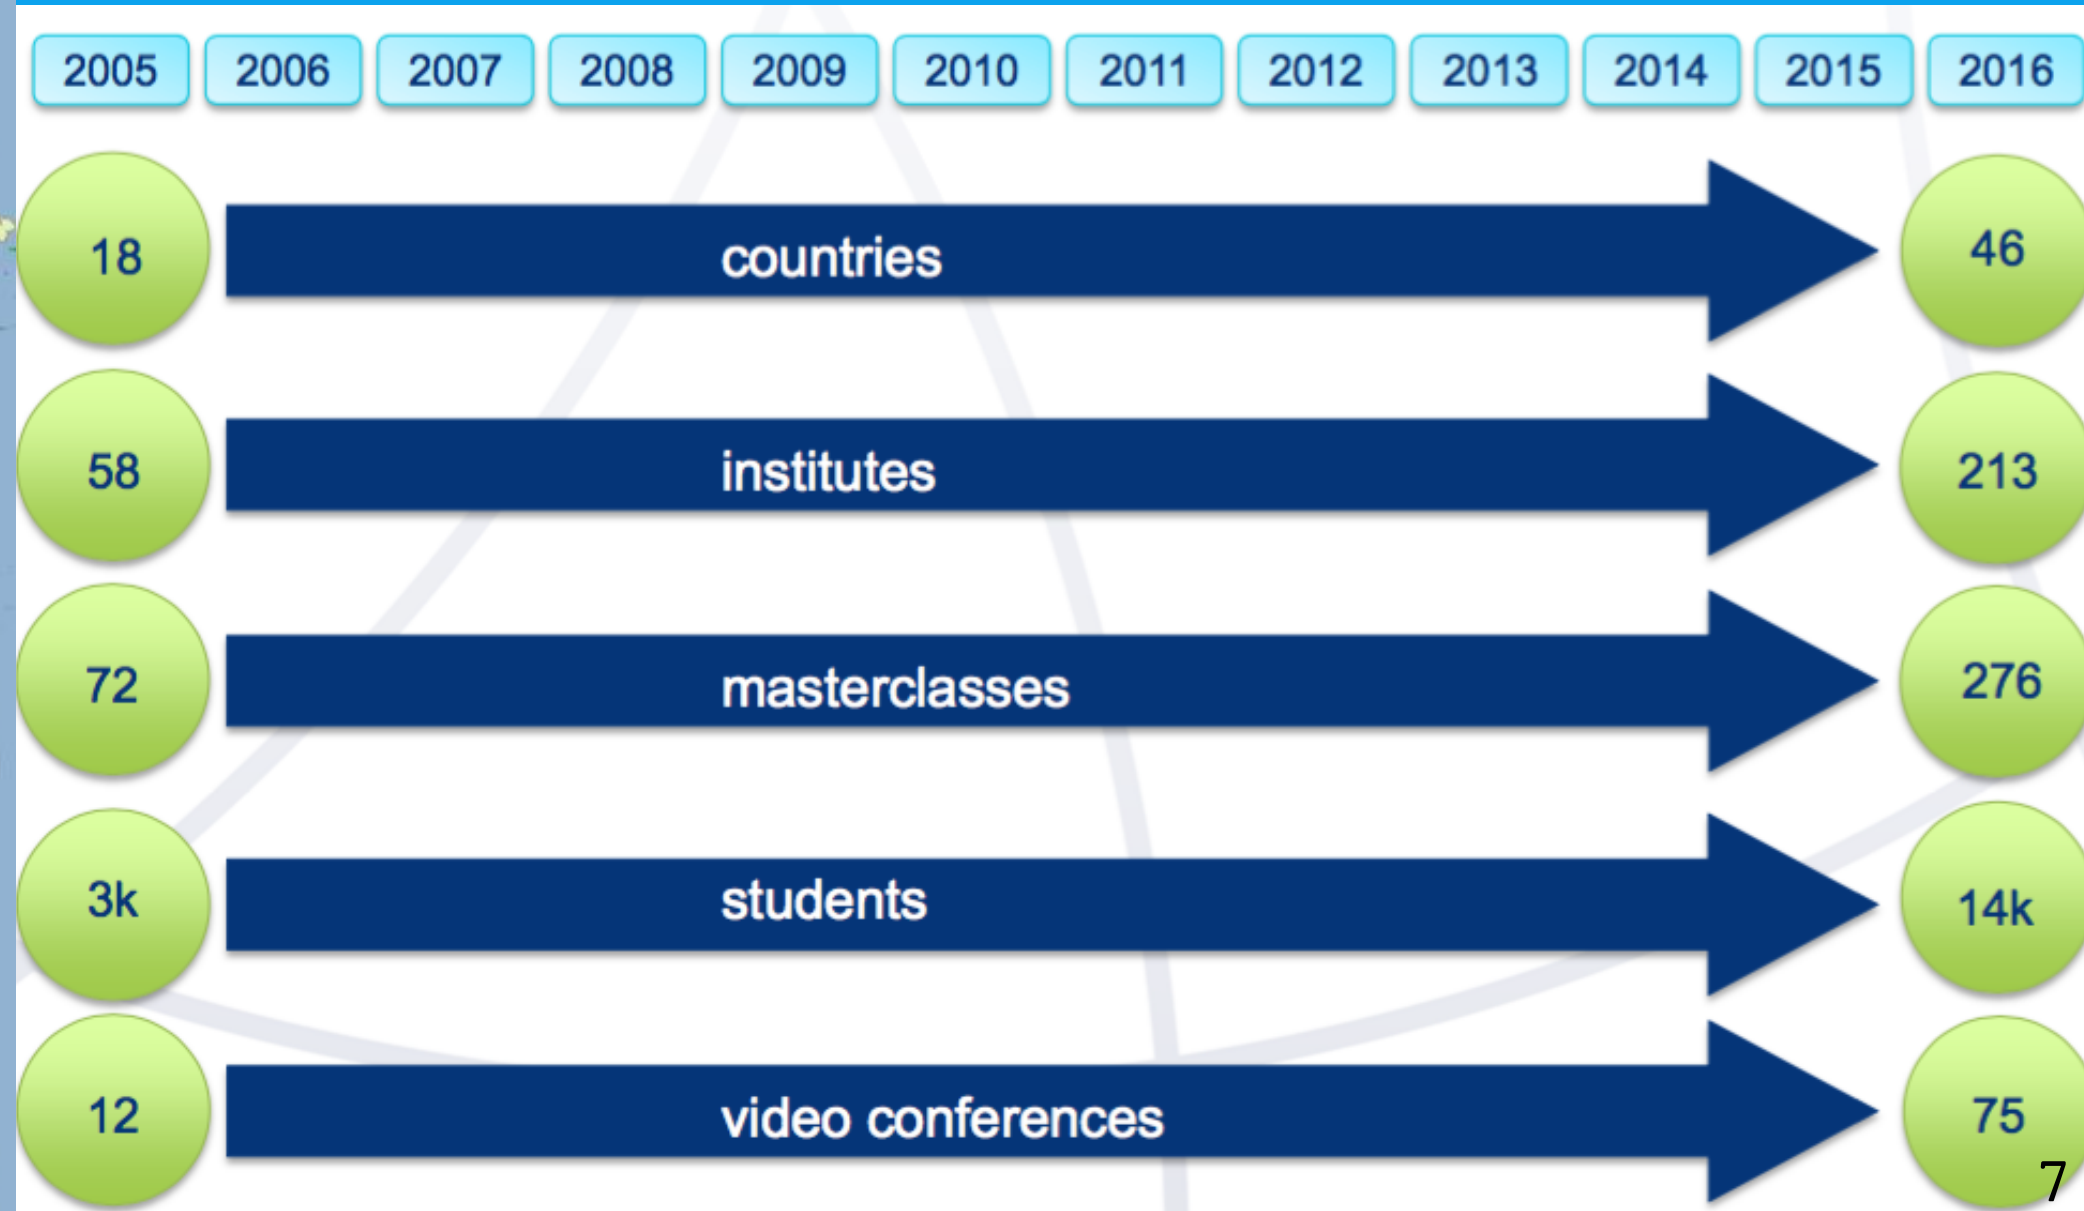 2005 2006 2007 2008 2009 2010 2011 2012 2013 2014 2015 2016
18 countries 46
58 institutes 213
72 masterclasses 276
3k students 14k
12 video conferences 75
7